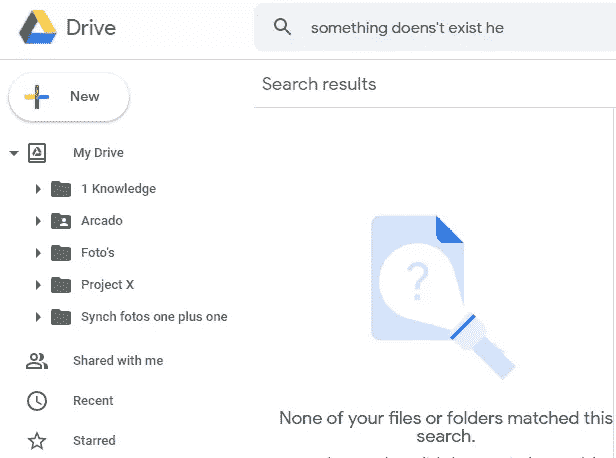 Drive
something doens't exist he
Search results
New
My Drive
1 Knowledge
Arcado
Foto's
Project X
Synch fotos one plus one
Shared with me
Recent
Starred
?
None of your files or folders matched this
search.